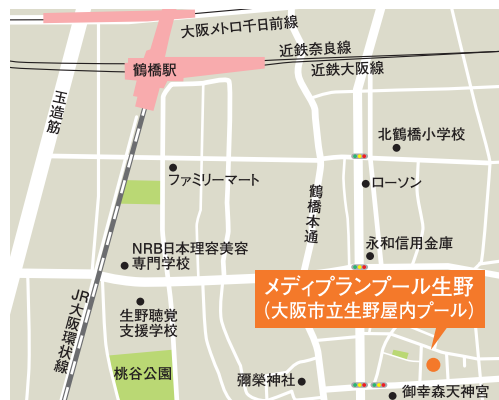 大阪メトロ千日前線
近鉄奈良線
鶴橋駅
近鉄大阪線
玉造筋
北鶴橋小学校
ファミリーマート
ローソン
鶴橋本通
永和信用金庫
NRB日本理容美容
専門学校
メディプランプール生野
(大阪市立生野屋内プール)
JR大阪環状線
生野聴覚
支援学校
桃谷公園
彌榮神社
御幸森天神宮